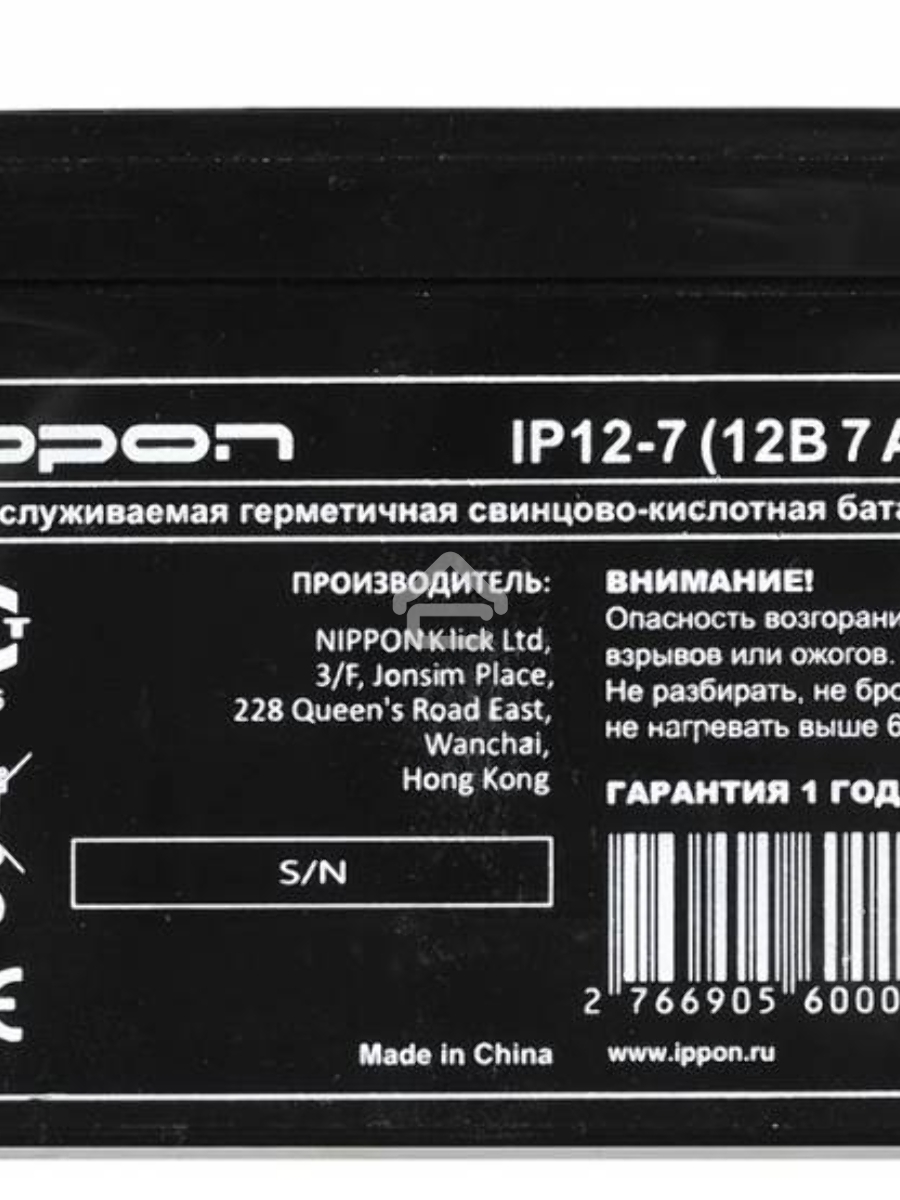 ippon
IP12-7 (12В 7 А
служиваемая герметичная свинцово-кислотная бата
ПРОИЗВОДИТЕЛЬ:
NIPPON Klick Ltd,
3/F, Jonsim Place,
228 Queen's Road East,
Wanchai,
Hong Kong
S/N
Made in China
ВНИМАНИЕ!
Опасность возгорани
взрывов или ожогов.
Не разбирать, не бро
не нагревать выше 6
ГАРАНТИЯ 1 ГОД
2 766905 6000
www.ippon.ru